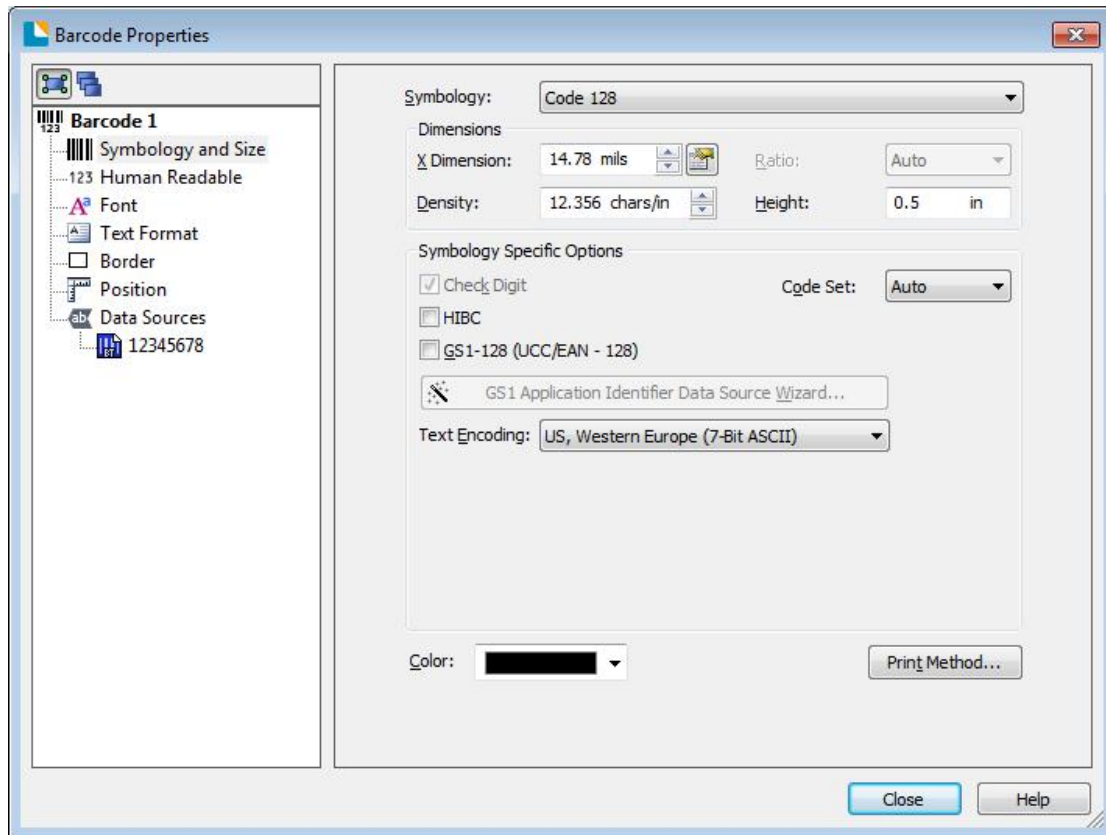 Barcode Properties
Barcode 1
Symbology and Size
123 Human Readable
Font
Text Format
Border
Position
Data Sources
12345678
Symbology: Code 128
Dimensions
X Dimension: 14.78 mils Ratio: Auto
Density: 12.356 chars/in Height: 0.5 in
Symbology Specific Options
Check Digit Code Set: Auto
HIBC
GS1-128 (UCC/EAN - 128)
GS1 Application Identifier Data Source Wizard...
Text Encoding: US, Western Europe (7-Bit ASCII)
Color: Print Method...
Close Help